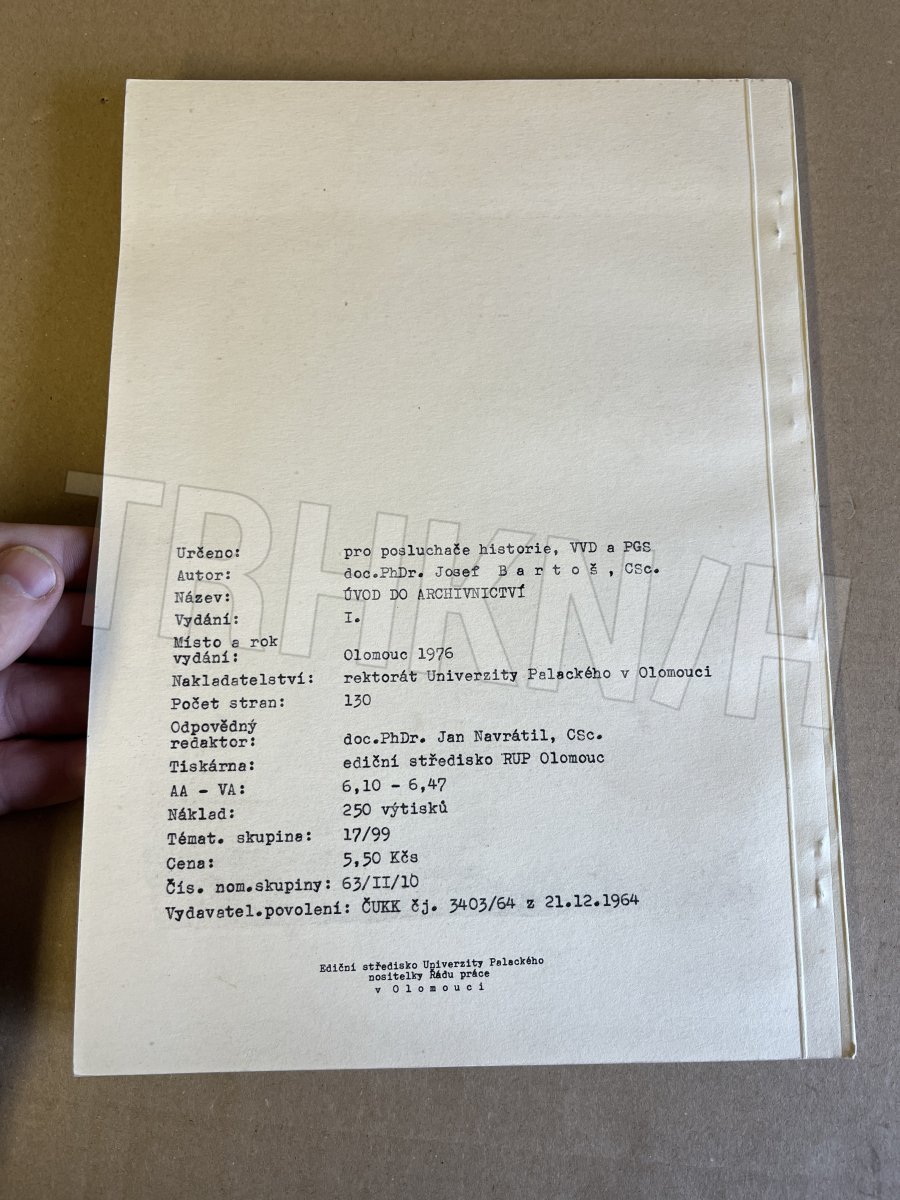 Určeno: pro posluchače historie, VVD a PGS
Autor: doc.PhDr. Josef B a r t o š , CSc.
Název: ÚVOD DO ARCHIVNICTVÍ
Vydání: I.
Místo a rok
vydání: Olomouc 1976
Nakladatelství: rektorát Univerzity Palackého v Olomouci
Počet stran: 130
Odpovědný
redaktor: doc.PhDr. Jan Navrátil, CSc.
Tiskárna: ediční středisko RUP Olomouc
AA - VA: 6,10 - 6,47
Náklad: 250 výtisků
Témat. skupina: 17/99
Cena: 5,50 Kčs
Čís. nom.skupiny: 63/II/10
Vydavatel.povolení: ČUKK čj. 3403/64 z 21.12.1964
Ediční středisko Univerzity Palackého
nositelky Řádu práce
v O l o m o u c i
TRHKNIH